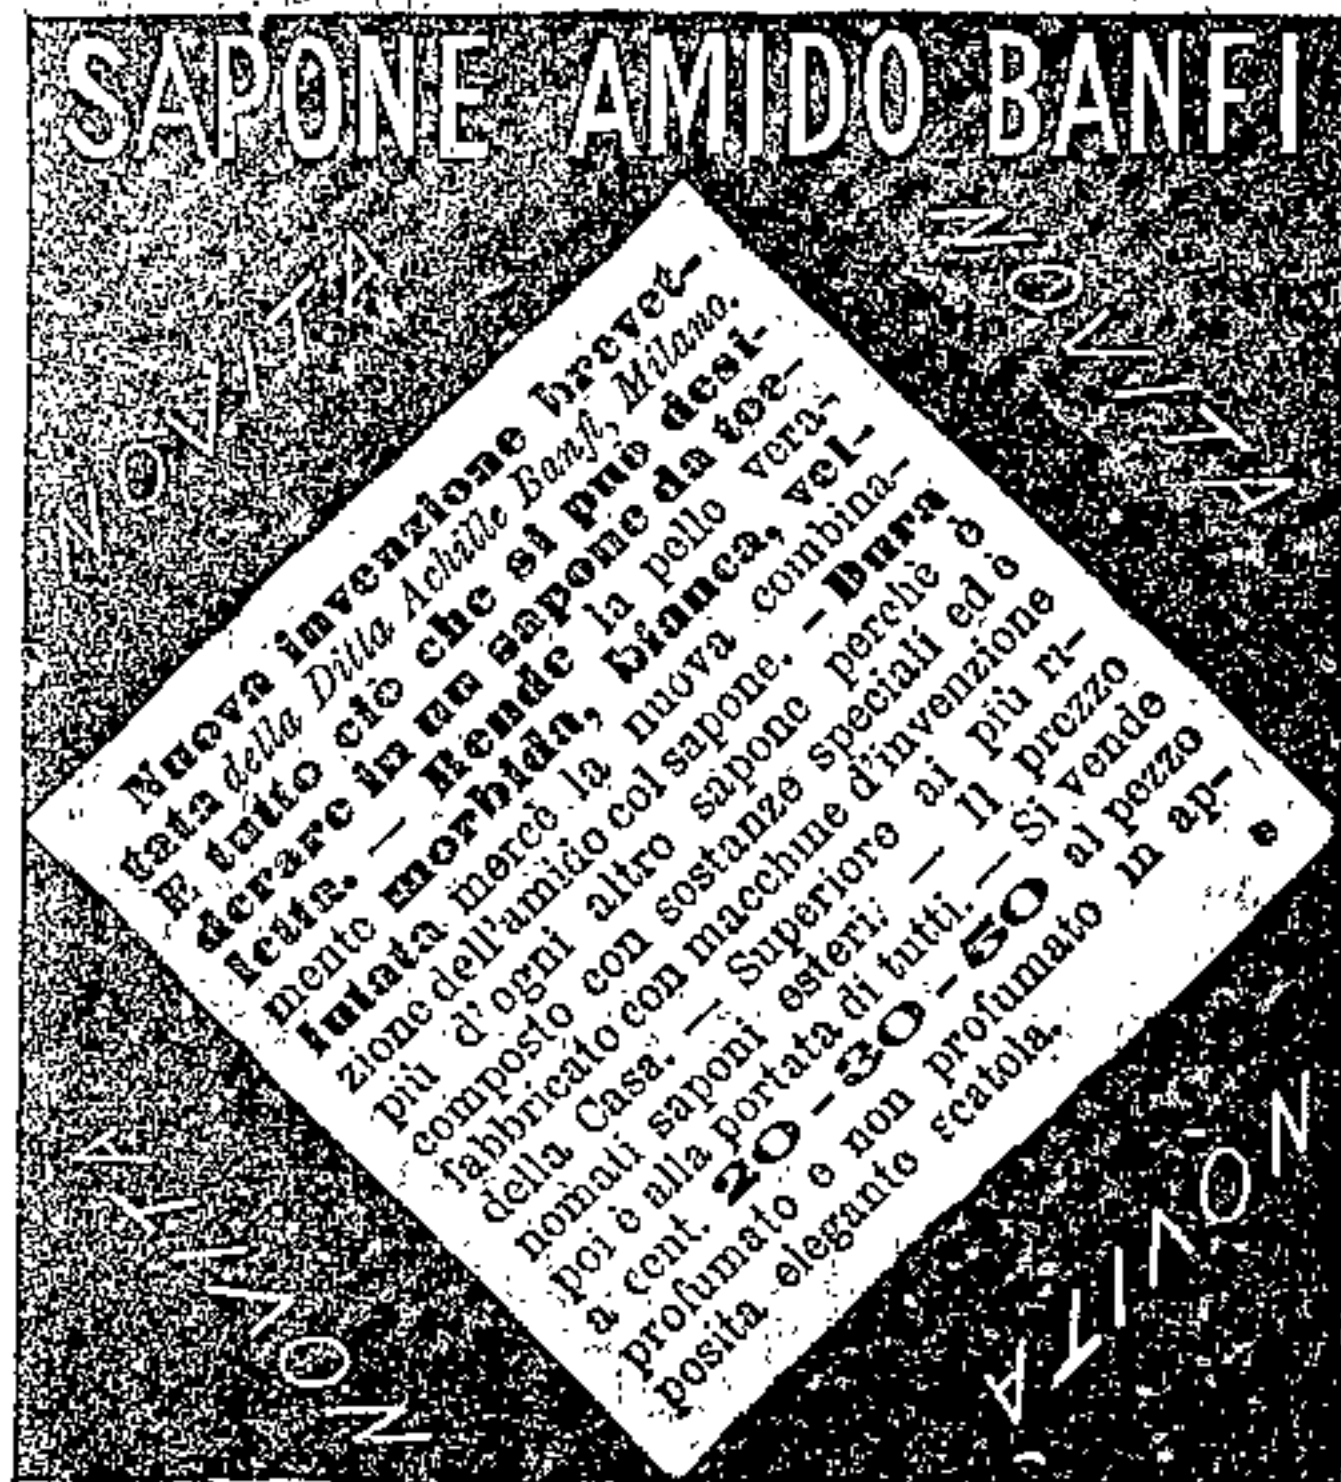 SAPONE AMIDO BANFI
NOVITÀ
NOVITÀ
Nuova invenzione brevet-
tata della Ditta Achille Banfi, Milano.
È tutto ciò che si può desi-
derare in un sapone da toe-
lette. — Rende la pelle vera-
mente morbida, bianca, vel-
lutata mercè la nuova combina-
zione dell'amido col sapone. — Dura
più d'ogni altro sapone perchè è
composto con sostanze speciali ed è
fabbricato con macchine d'invenzione
della Casa. — Superiore ai più ri-
nomati saponi esteri. — Il prezzo
poi è alla portata di tutti. — Si vende
a cent. 20 - 30 - 50 al pezzo
profumato e non profumato in ap-
posita elegante scatola. e
NOVITÀ
NOVITÀ